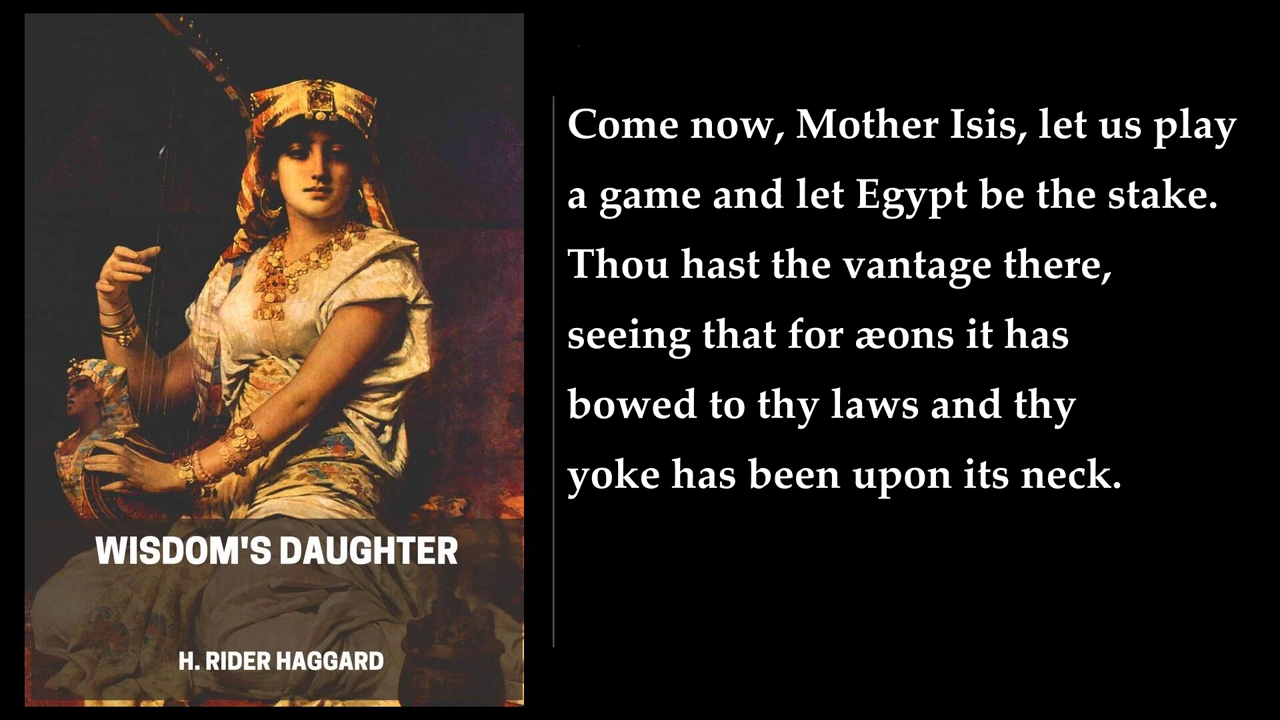 WISDOM'S DAUGHTER
H. RIDER HAGGARD
Come now, Mother Isis, let us play
a game and let Egypt be the stake.
Thou hast the vantage there,
seeing that for æons it has
bowed to thy laws and thy
yoke has been upon its neck.